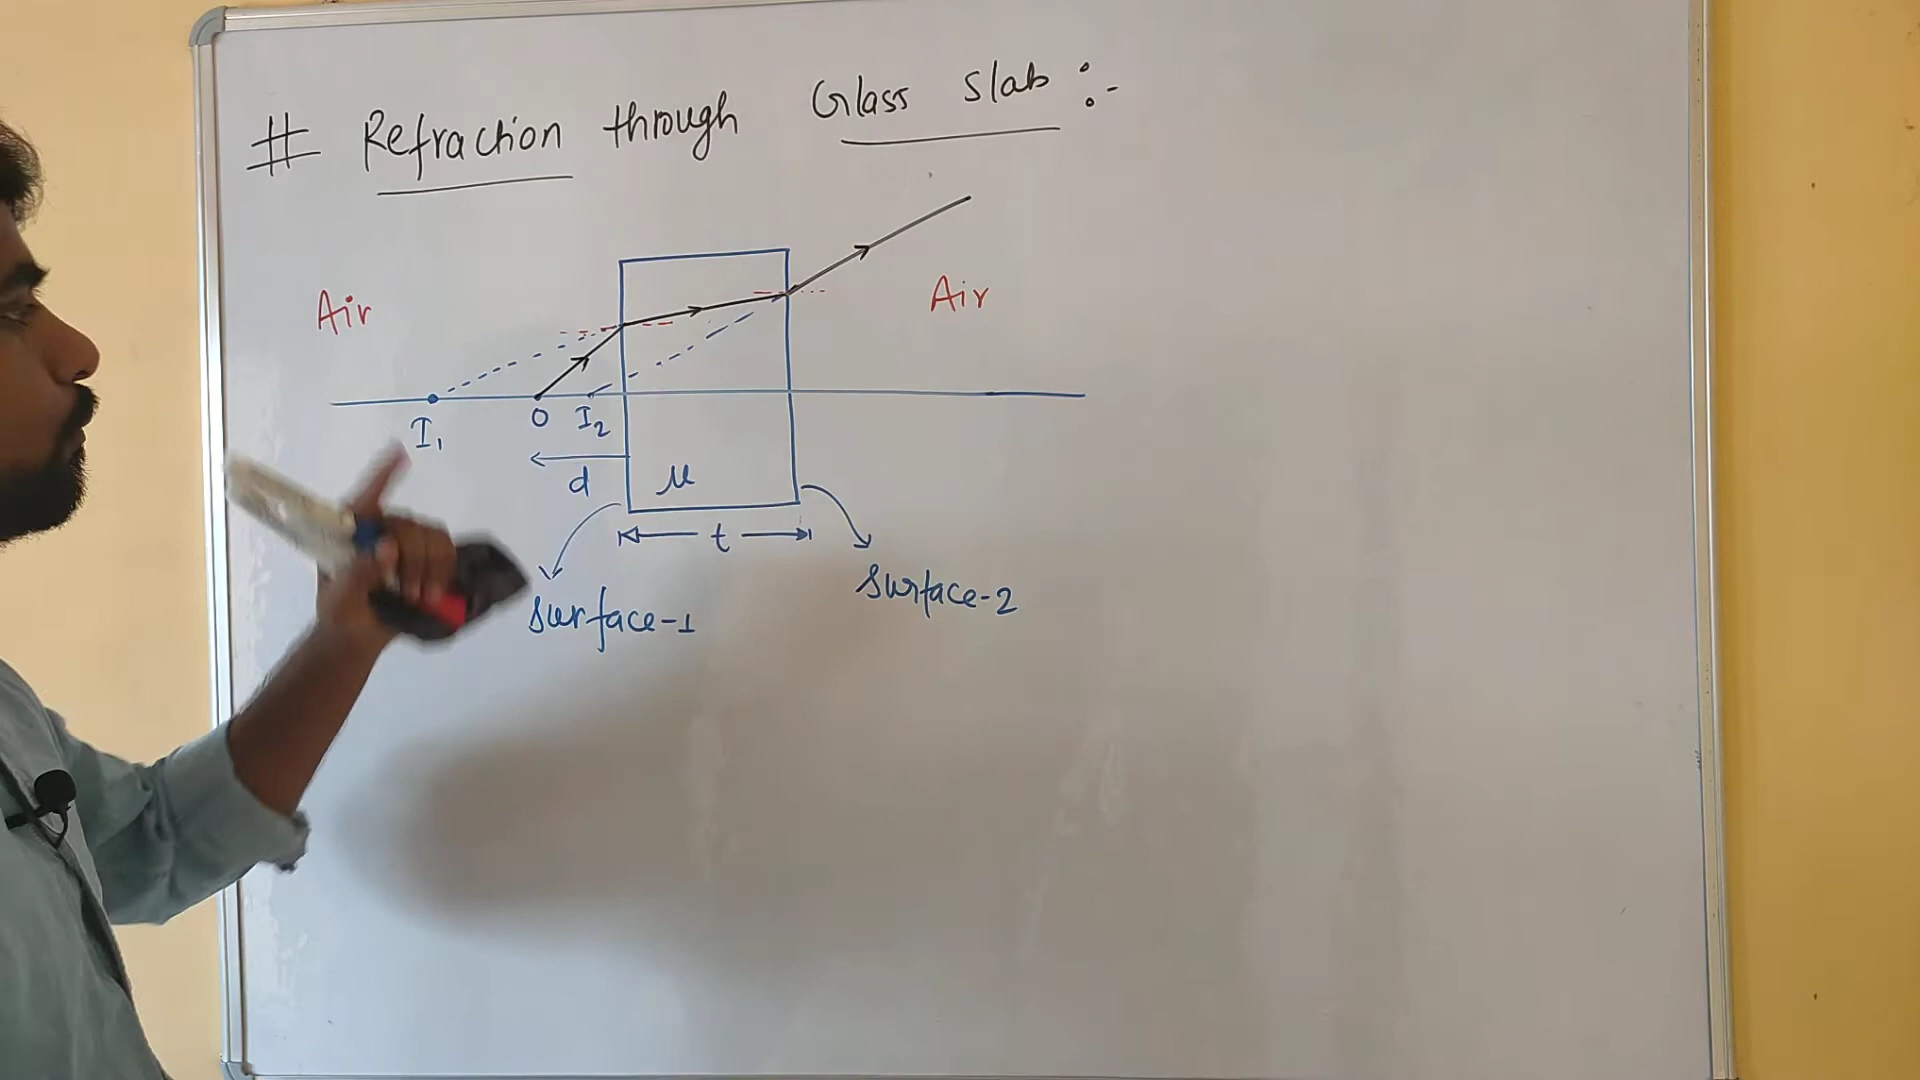 # Refraction through Glass Slab :-
Air
Air
I₁
O
I₂
d
μ
t
Surface-1
Surface-2